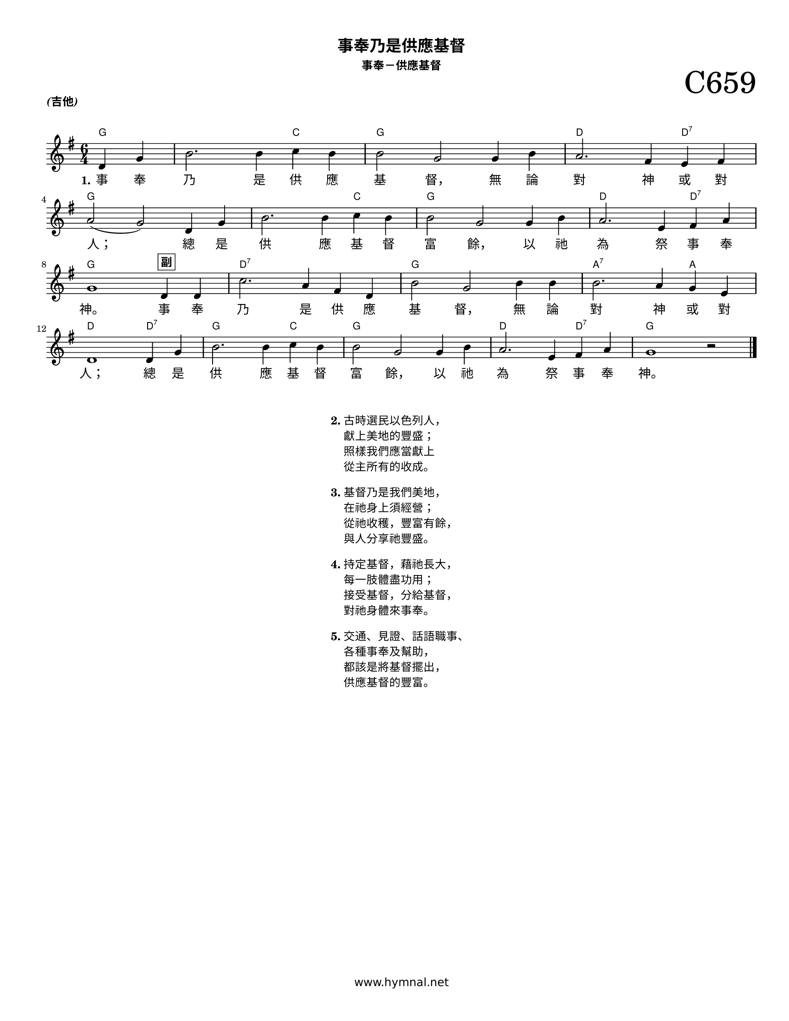 事奉乃是供應基督
事奉－供應基督
C659
(吉他)
G C G D D7
6 4
1. 事 奉 乃 是 供 應 基 督， 無 論 對 神 或 對
4 G C G D D7
人； 總 是 供 應 基 督 富 餘， 以 祂 為 祭 事 奉
8 G 副 D7 G A7 A
神。 事 奉 乃 是 供 應 基 督， 無 論 對 神 或 對
12 D D7 G C G D D7 G
人； 總 是 供 應 基 督 富 餘， 以 祂 為 祭 事 奉 神。
2. 古時選民以色列人，
獻上美地的豐盛；
照樣我們應當獻上
從主所有的收成。
3. 基督乃是我們美地，
在祂身上須經營；
從祂收穫，豐富有餘，
與人分享祂豐盛。
4. 持定基督，藉祂長大，
每一肢體盡功用；
接受基督，分給基督，
對祂身體來事奉。
5. 交通、見證、話語職事、
各種事奉及幫助，
都該是將基督擺出，
供應基督的豐富。
www.hymnal.net